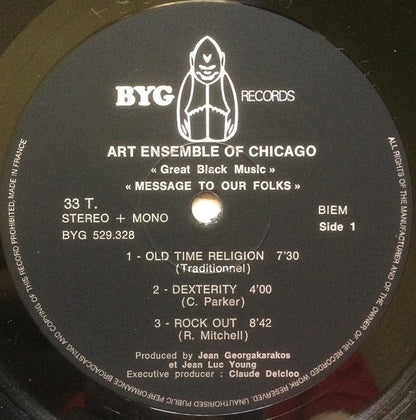 BYG RECORDS
ART ENSEMBLE OF CHICAGO
« Great Black Music »
« MESSAGE TO OUR FOLKS »
33 T.
STEREO + MONO
BYG 529.328
BIEM
Side 1
1 - OLD TIME RELIGION 7'30
(Traditionnel)
2 - DEXTERITY 4'00
(C. Parker)
3 - ROCK OUT 8'42
(R. Mitchell)
Produced by Jean Georgakarakos
et Jean Luc Young
Executive producer : Claude Delcloo
ALL RIGHTS OF THE MANUFACTURER AND OF THE OWNER OF THE RECORDED WORK RESERVED. UNAUTHORISED PUBLIC PERFORMANCE BROADCASTING AND COPYING OF THIS RECORD PROHIBITED, MADE IN FRANCE